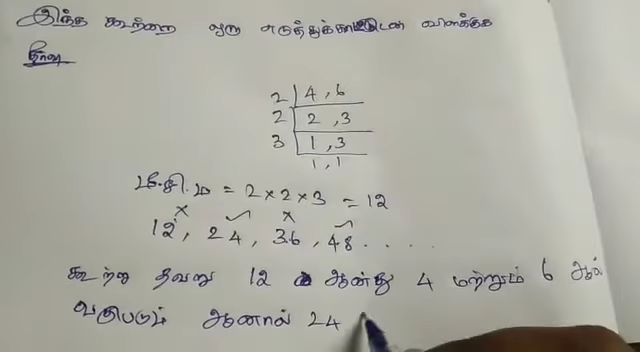 இந்த கூற்றை ஒரு எடுத்துக்காட்டுடன் விளக்குக
தீர்வு
2 | 4, 6
2 | 2, 3
3 | 1, 3
1, 1
மீ.சி.ம = 2×2×3 = 12
× ✓ × ✓
12, 24, 36, 48 . . . . .
கூற்று தவறு 12 ஆனது 4 மற்றும் 6 ஆல்
வகுபடும் ஆனால் 24